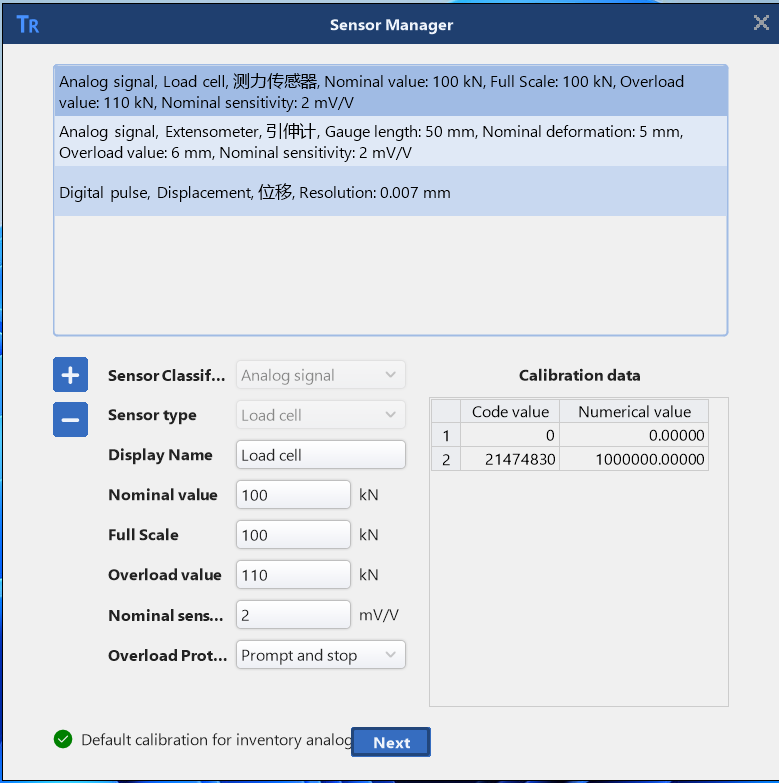 TR
Sensor Manager
Analog signal, Load cell, 测力传感器, Nominal value: 100 kN, Full Scale: 100 kN, Overload
value: 110 kN, Nominal sensitivity: 2 mV/V
Analog signal, Extensometer, 引伸计, Gauge length: 50 mm, Nominal deformation: 5 mm,
Overload value: 6 mm, Nominal sensitivity: 2 mV/V
Digital pulse, Displacement, 位移, Resolution: 0.007 mm
Sensor Classif... Analog signal
Sensor type Load cell
Display Name Load cell
Nominal value 100 kN
Full Scale 100 kN
Overload value 110 kN
Nominal sens... 2 mV/V
Overload Prot... Prompt and stop
Calibration data
Code value Numerical value
1 0 0.00000
2 21474830 1000000.00000
Default calibration for inventory analog
Next